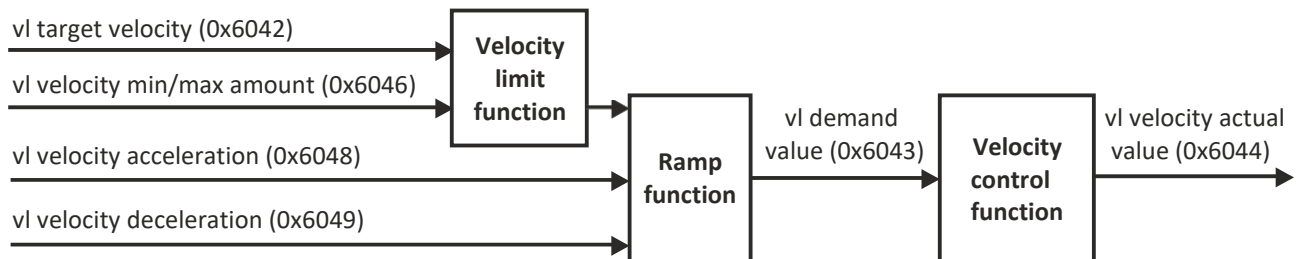 vl target velocity (0x6042)
vl velocity min/max amount (0x6046)
vl velocity acceleration (0x6048)
vl velocity deceleration (0x6049)
Velocity
limit
function
Ramp
function
vl demand
value (0x6043)
Velocity
control
function
vl velocity actual
value (0x6044)